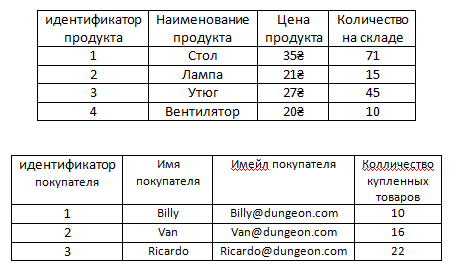 идентификатор продукта Наименование продукта Цена продукта Количество на складе
1 Стол 35₴ 71
2 Лампа 21₴ 15
3 Утюг 27₴ 45
4 Вентилятор 20₴ 10
идентификатор покупателя Имя покупателя Имейл покупателя Колличество купленных товаров
1 Billy Billy@dungeon.com 10
2 Van Van@dungeon.com 16
3 Ricardo Ricardo@dungeon.com 22